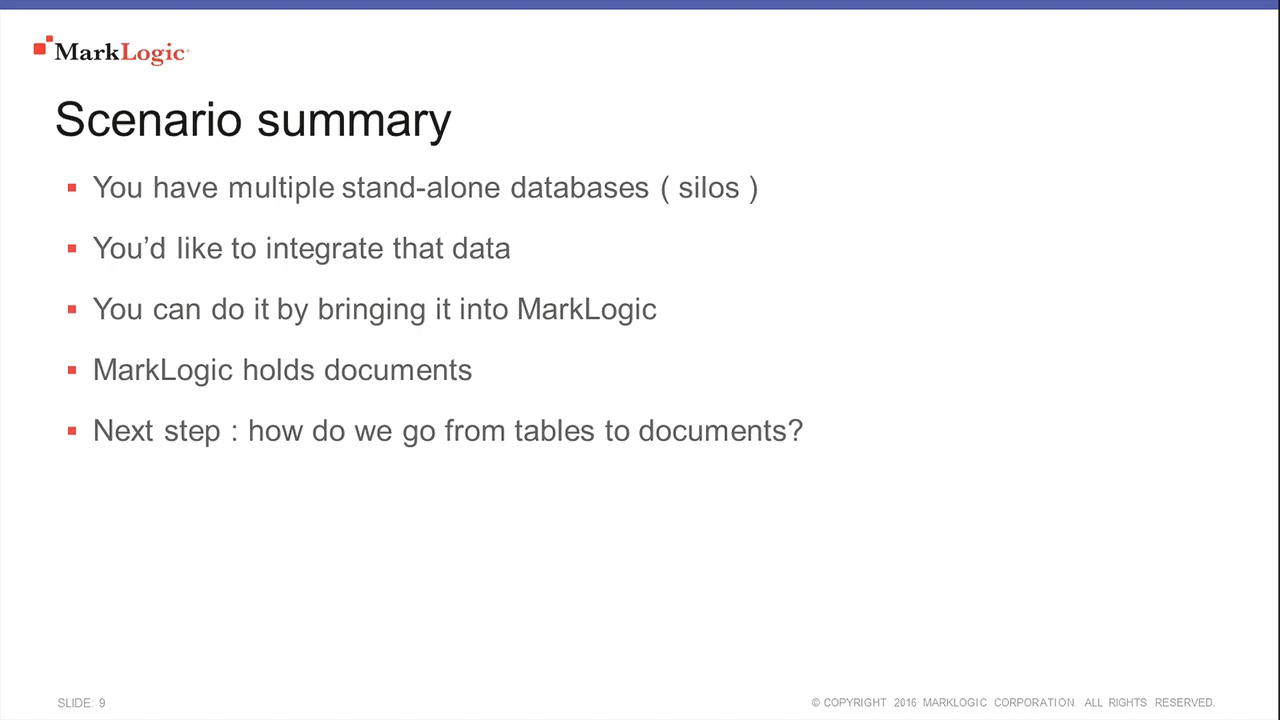 MarkLogic
Scenario summary
You have multiple stand-alone databases ( silos )
You’d like to integrate that data
You can do it by bringing it into MarkLogic
MarkLogic holds documents
Next step : how do we go from tables to documents?
SLIDE: 9
© COPYRIGHT 2016 MARKLOGIC CORPORATION. ALL RIGHTS RESERVED.